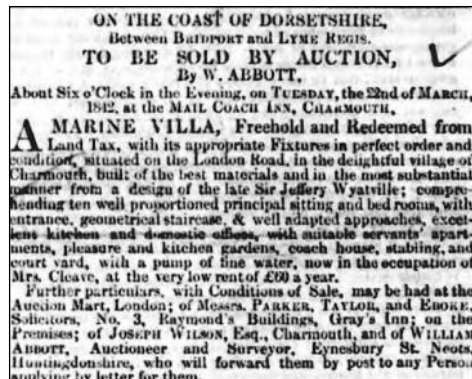 ON THE COAST OF DORSETSHIRE,
Between BRIDPORT and LYME REGIS.
TO BE SOLD BY AUCTION,
By W. ABBOTT,
About Six o'Clock in the Evening, on TUESDAY, the 22nd of MARCH,
1842, at the MAIL COACH INN, CHARMOUTH,
A MARINE VILLA, Freehold and Redeemed from
Land Tax, with its appropriate Fixtures in perfect order and
condition, situated on the London Road, in the delightful village of
Charmouth, built of the best materials and in the most substantial
manner from a design of the late Sir Jeffery Wyatville; compre-
hending ten well proportioned principal sitting and bed rooms, with
entrance, geometrical staircase, & well adapted approaches, excel-
lent kitchen and domestic offices, with suitable servants' apart-
ments, pleasure and kitchen gardens, coach house, stabling, and
court yard, with a pump of fine water, now in the occupation of
Mrs. Cleave, at the very low rent of £60 a year.
Further particulars, with Conditions of Sale, may be had at the
Auction Mart, London; of Messrs. PARKER, TAYLOR, and
Solicitors, No. 3, Raymond's Buildings, Gray's Inn; on the
Premises; of JOSEPH WILSON, Esq., Charmouth, and of WILLIAM
ABBOTT, Auctioneer and Surveyor, Eynesbury St. Neots,
Huntingdonshire, who will forward them by post to any Person
applying by letter for them.